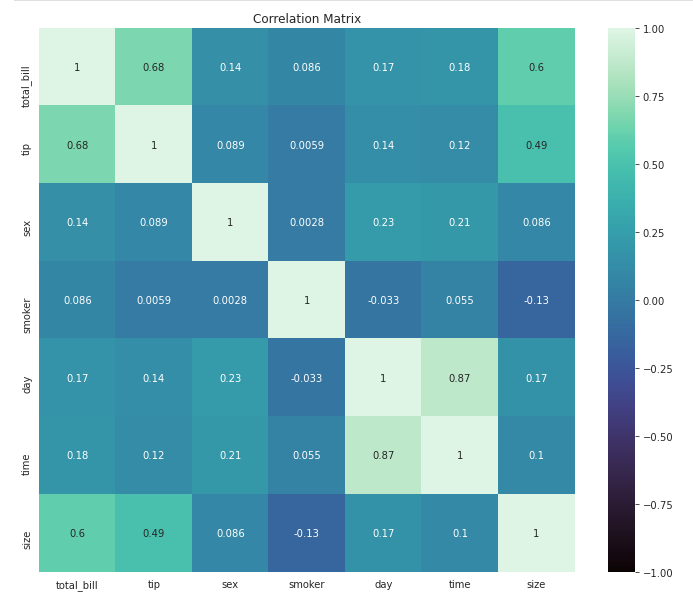 Correlation Matrix
total_bill 1 0.68 0.14 0.086 0.17 0.18 0.6
tip 0.68 1 0.089 0.0059 0.14 0.12 0.49
sex 0.14 0.089 1 0.0028 0.23 0.21 0.086
smoker 0.086 0.0059 0.0028 1 -0.033 0.055 -0.13
day 0.17 0.14 0.23 -0.033 1 0.87 0.17
time 0.18 0.12 0.21 0.055 0.87 1 0.1
size 0.6 0.49 0.086 -0.13 0.17 0.1 1
total_bill tip sex smoker day time size
1.00
0.75
0.50
0.25
0.00
−0.25
−0.50
−0.75
−1.00